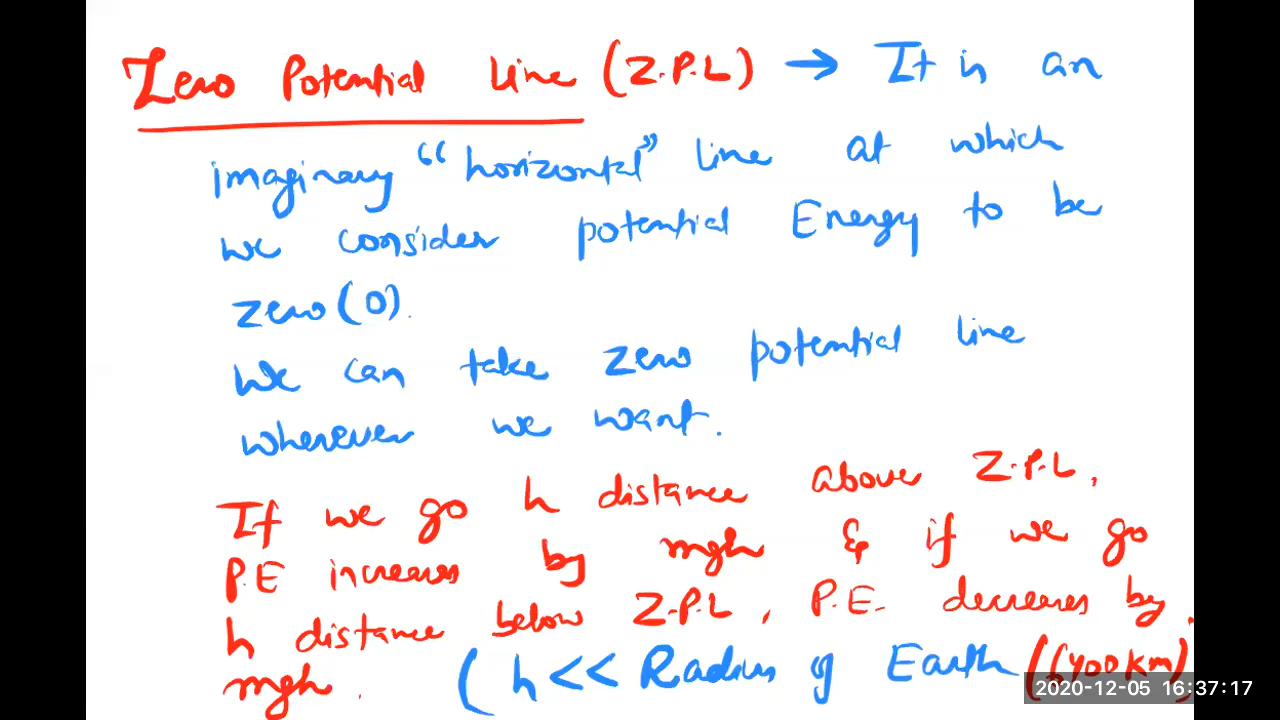 Zero Potential Line (Z.P.L) → It is an
imaginary “horizontal” line at which
we consider potential Energy to be
zero (0).
We can take zero potential line
wherever we want.
If we go h distance above Z.P.L,
P.E increases by mgh & if we go
h distance below Z.P.L, P.E. decreases by
mgh. (h << Radius of Earth (6400 km)
2020-12-05 16:37:17